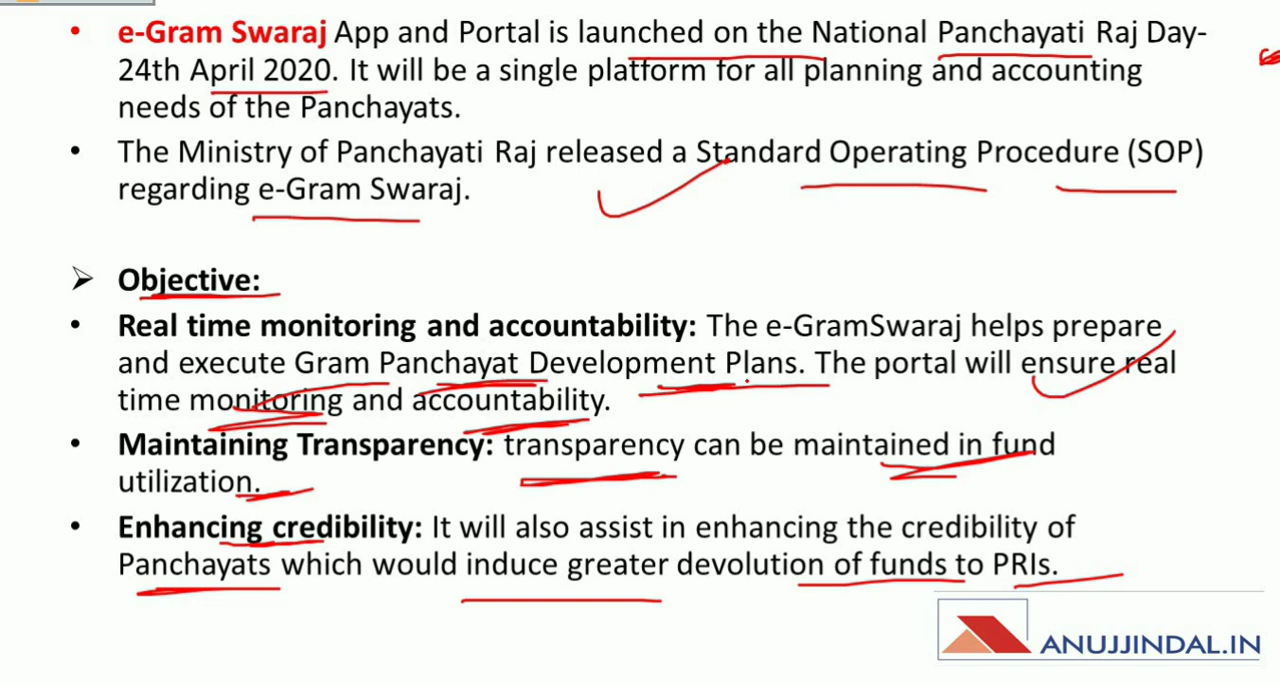 • e-Gram Swaraj App and Portal is launched on the National Panchayati Raj Day-
24th April 2020. It will be a single platform for all planning and accounting
needs of the Panchayats.
• The Ministry of Panchayati Raj released a Standard Operating Procedure (SOP)
regarding e-Gram Swaraj.
➢ Objective:
• Real time monitoring and accountability: The e-GramSwaraj helps prepare
and execute Gram Panchayat Development Plans. The portal will ensure real
time monitoring and accountability.
• Maintaining Transparency: transparency can be maintained in fund
utilization.
• Enhancing credibility: It will also assist in enhancing the credibility of
Panchayats which would induce greater devolution of funds to PRIs.
ANUJJINDAL.IN